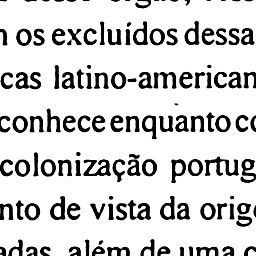 os excluídos dessa
cas latino-american
conhece enquanto co
colonização portug
nto de vista da orig
adas, além de uma